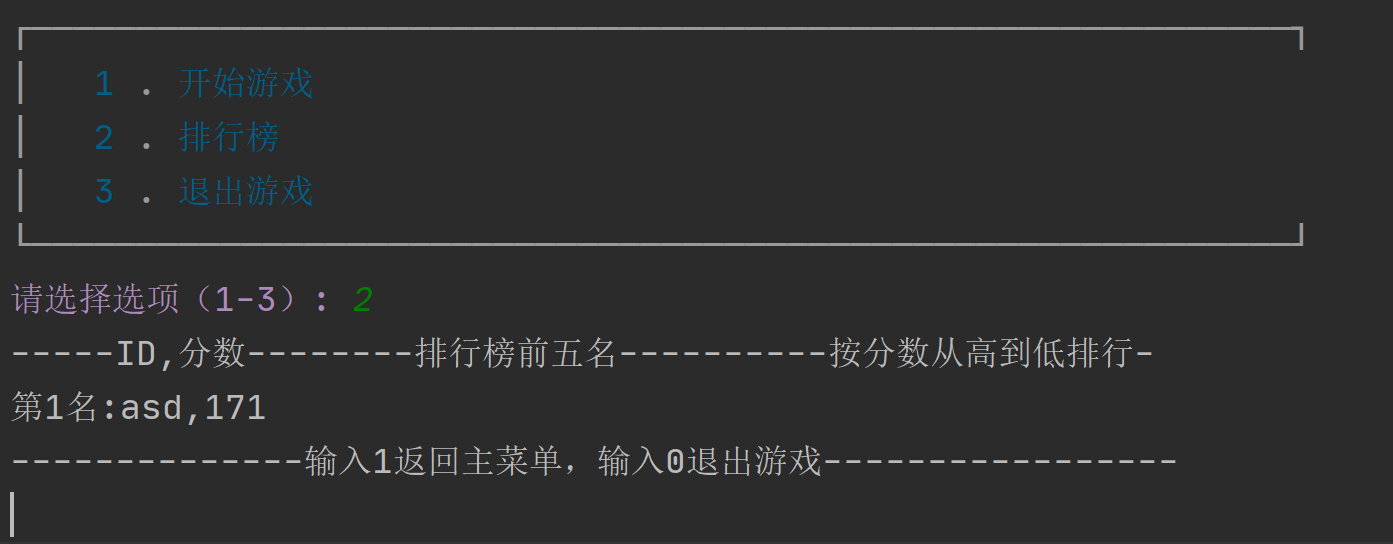 1 . 开始游戏
2 . 排行榜
3 . 退出游戏
请选择选项（1-3）: 2
-----ID,分数--------排行榜前五名----------按分数从高到低排行-
第1名:asd,171
--------------输入1返回主菜单，输入0退出游戏-----------------